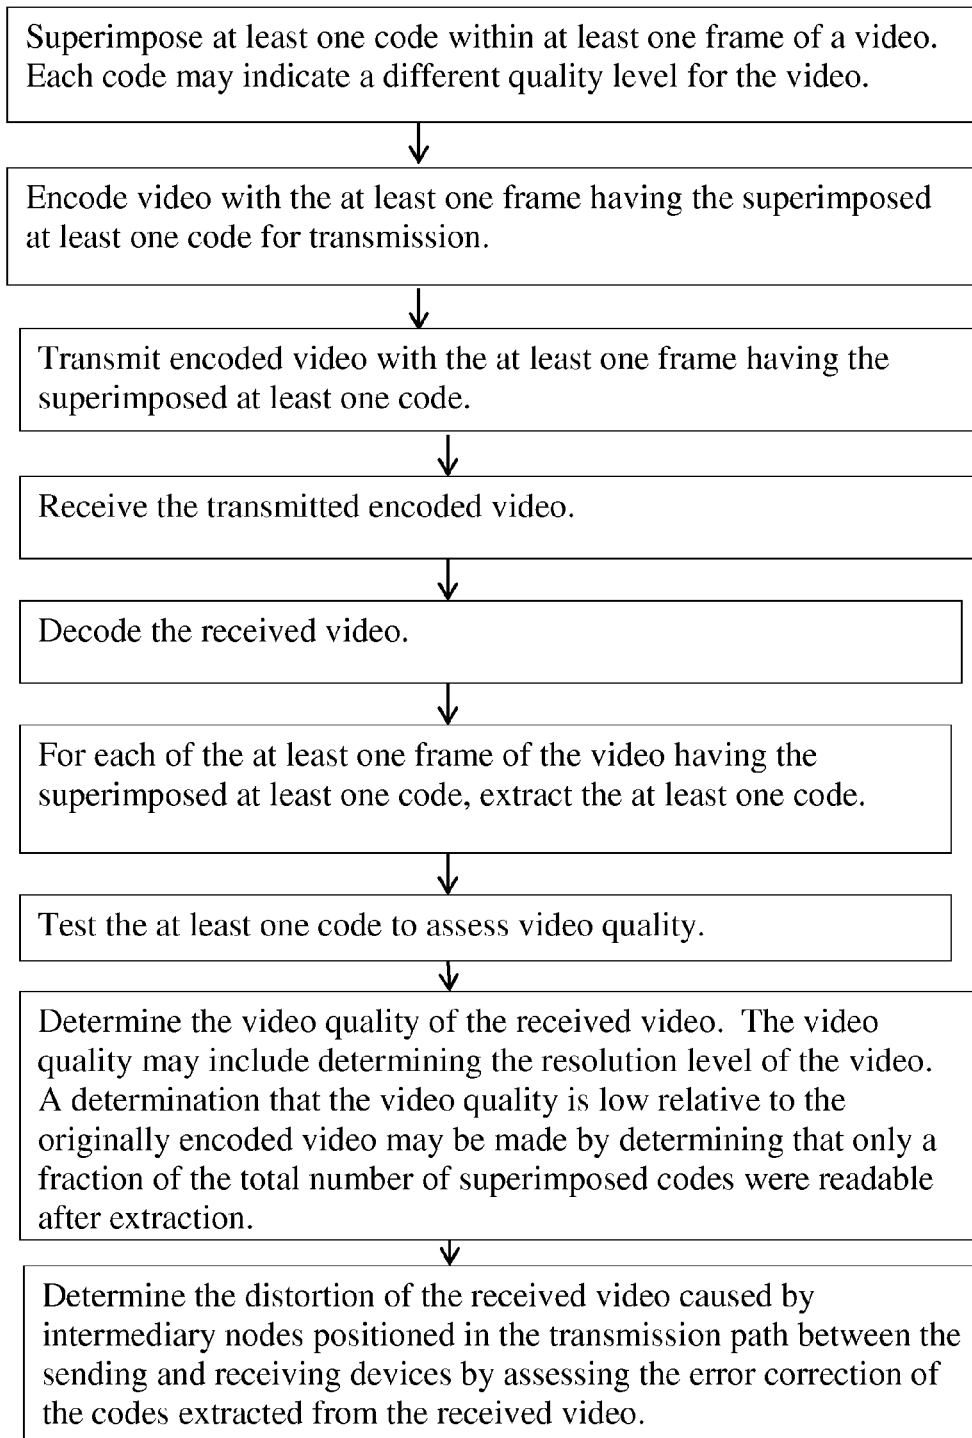 Superimpose at least one code within at least one frame of a video.
Each code may indicate a different quality level for the video.
Encode video with the at least one frame having the superimposed
at least one code for transmission.
Transmit encoded video with the at least one frame having the
superimposed at least one code.
Receive the transmitted encoded video.
Decode the received video.
For each of the at least one frame of the video having the
superimposed at least one code, extract the at least one code.
Test the at least one code to assess video quality.
Determine the video quality of the received video.  The video
quality may include determining the resolution level of the video.
A determination that the video quality is low relative to the
originally encoded video may be made by determining that only a
fraction of the total number of superimposed codes were readable
after extraction.
Determine the distortion of the received video caused by
intermediary nodes positioned in the transmission path between the
sending and receiving devices by assessing the error correction of
the codes extracted from the received video.